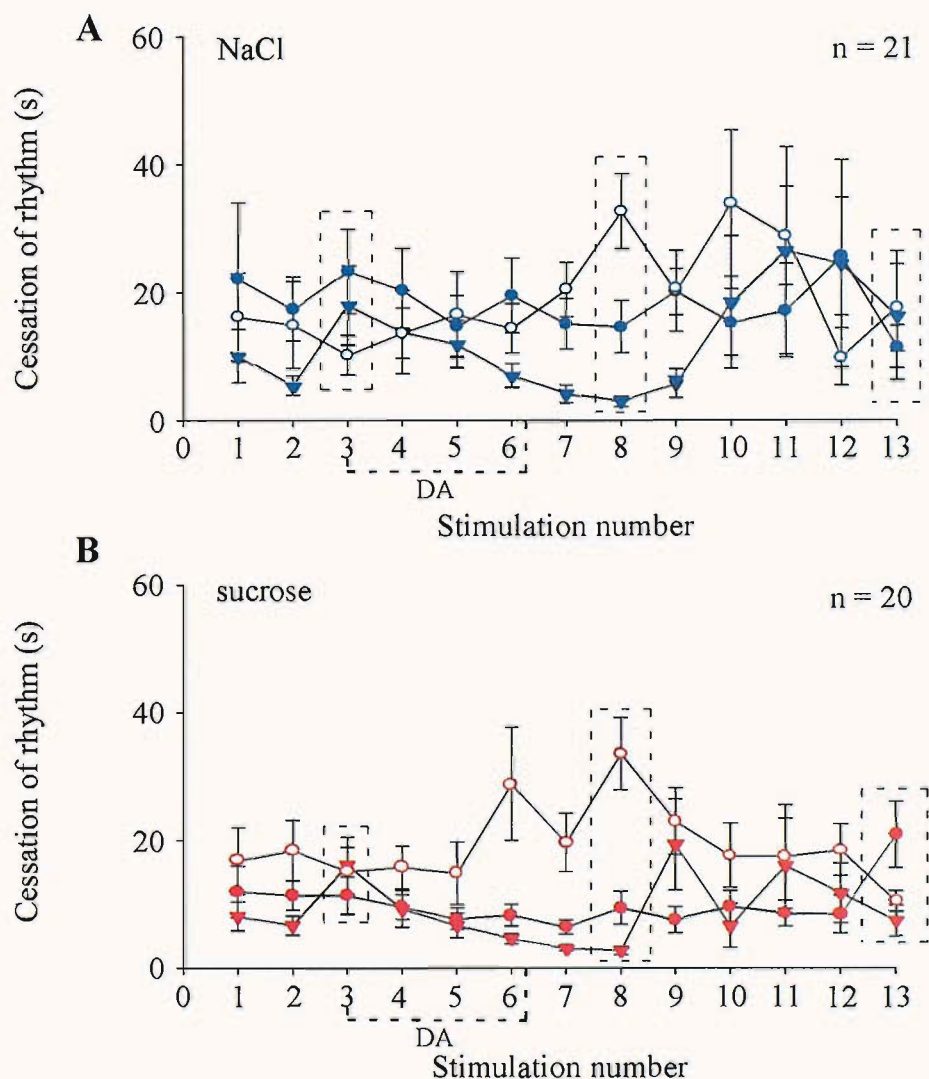 A
NaCl
n = 21
60
40
20
0
Cessation of rhythm (s)
0 1 2 3 4 5 6 7 8 9 10 11 12 13
DA
Stimulation number
B
sucrose
n = 20
60
40
20
0
Cessation of rhythm (s)
0 1 2 3 4 5 6 7 8 9 10 11 12 13
DA
Stimulation number